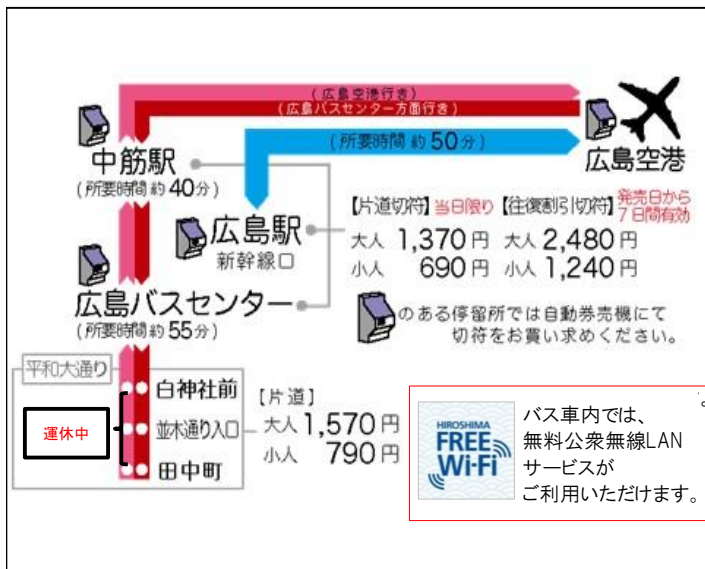 (広島空港行き)
(広島バスセンター方面行き)
(所要時間 約50分)
中筋駅
(所要時間 約40分)
広島空港
広島駅
新幹線口
【片道切符】当日限り
大人 1,370円
小人 690円
【往復割引切符】発売日から
7日間有効
大人 2,480円
小人 1,240円
広島バスセンター
(所要時間 約55分)
のある停留所では自動券売機にて
切符をお買い求めください。
平和大通り
白神社前
並木通り入口
田中町
運休中
【片道】
大人 1,570円
小人 790円
。
HIROSHIMA
FREE
Wi-Fi
バス車内では、
無料公衆無線LAN
サービスが
ご利用いただけます。